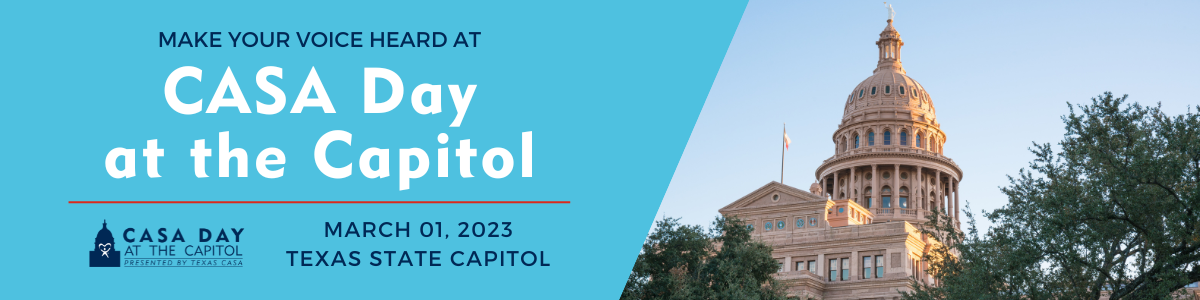 MAKE YOUR VOICE HEARD AT
CASA Day
at the Capitol
CASA DAY
AT THE CAPITOL
PRESENTED BY TEXAS CASA
MARCH 01, 2023
TEXAS STATE CAPITOL